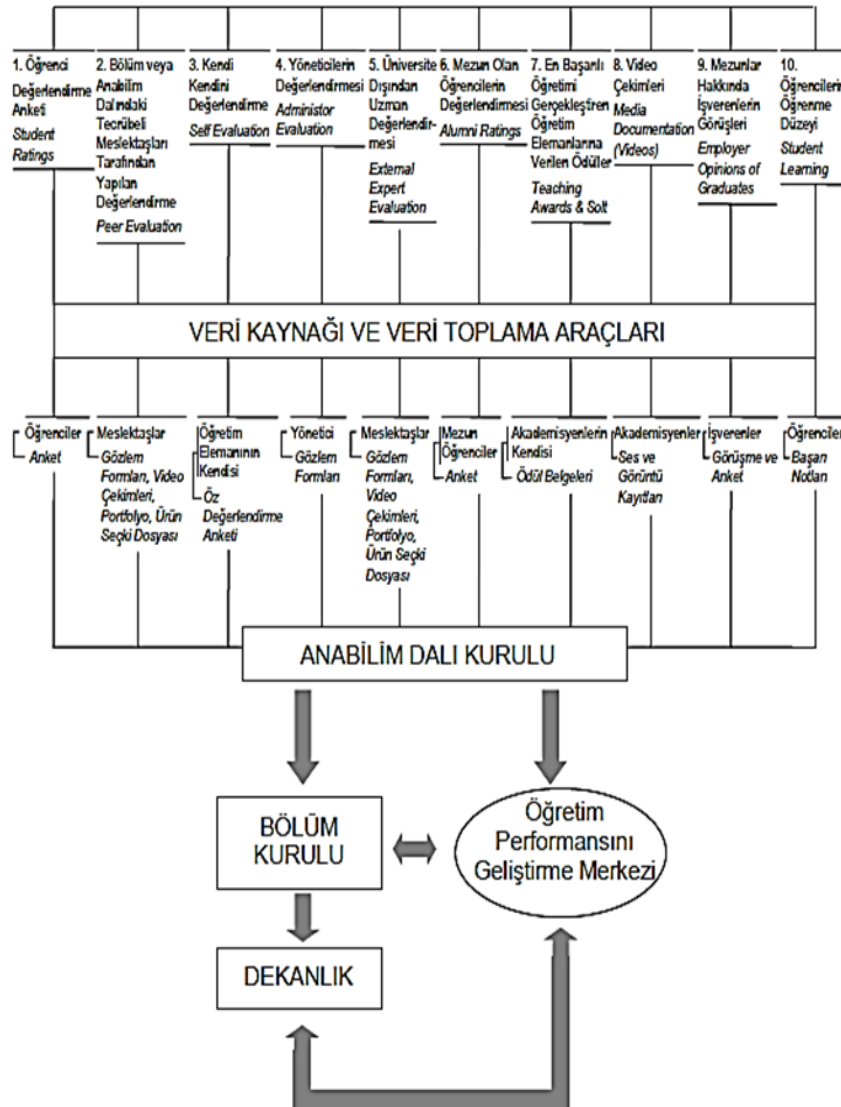 1. Öğrenci
Değerlendirme
Anketi
Student
Ratings
2. Bölüm veya
Anabilim
Dalındaki
Tecrübeli
Meslektaşları
Tarafından
Yapılan
Değerlendirme
Peer Evaluation
3. Kendi
Kendini
Değerlendirme
Self Evaluation
4. Yöneticilerin
Değerlendirmesi
Administor
Evaluation
5. Üniversite
Dışından
Uzman
Değerlendir-
mesi
External
Expert
Evaluation
6. Mezun Olan
Öğrencilerin
Değerlendirmesi
Alumni Ratings
7. En Başarılı
Öğretimi
Gerçekleştiren
Öğretim
Elemanlarına
Verilen Ödüller
Teaching
Awards & Solt
8. Video
Çekimleri
Media
Documentation
(Videos)
9. Mezunlar
Hakkında
İşverenlerin
Görüşleri
Employer
Opinions of
Graduates
10.
Öğrencilerin
Öğrenme
Düzeyi
Student
Learning
VERİ KAYNAĞI VE VERİ TOPLAMA ARAÇLARI
Öğrenciler
Anket
Meslektaşlar
Gözlem
Formları, Video
Çekimleri,
Portfolyo, Ürün
Seçki Dosyası
Öğretim
Elemanının
Kendisi
Öz
Değerlendirme
Anketi
Yönetici
Gözlem
Formları
Meslektaşlar
Gözlem
Formları,
Video
Çekimleri,
Portfolyo,
Ürün Seçki
Dosyası
Mezun
Öğrenciler
Anket
Akademisyenlerin
Kendisi
Ödül Belgeleri
Akademisyenler
Ses ve
Görüntü
Kayıtları
İşverenler
Görüşme ve
Anket
Öğrenciler
Başarı
Notları
ANABİLİM DALI KURULU
BÖLÜM
KURULU
Öğretim
Performansını
Geliştirme Merkezi
DEKANLIK